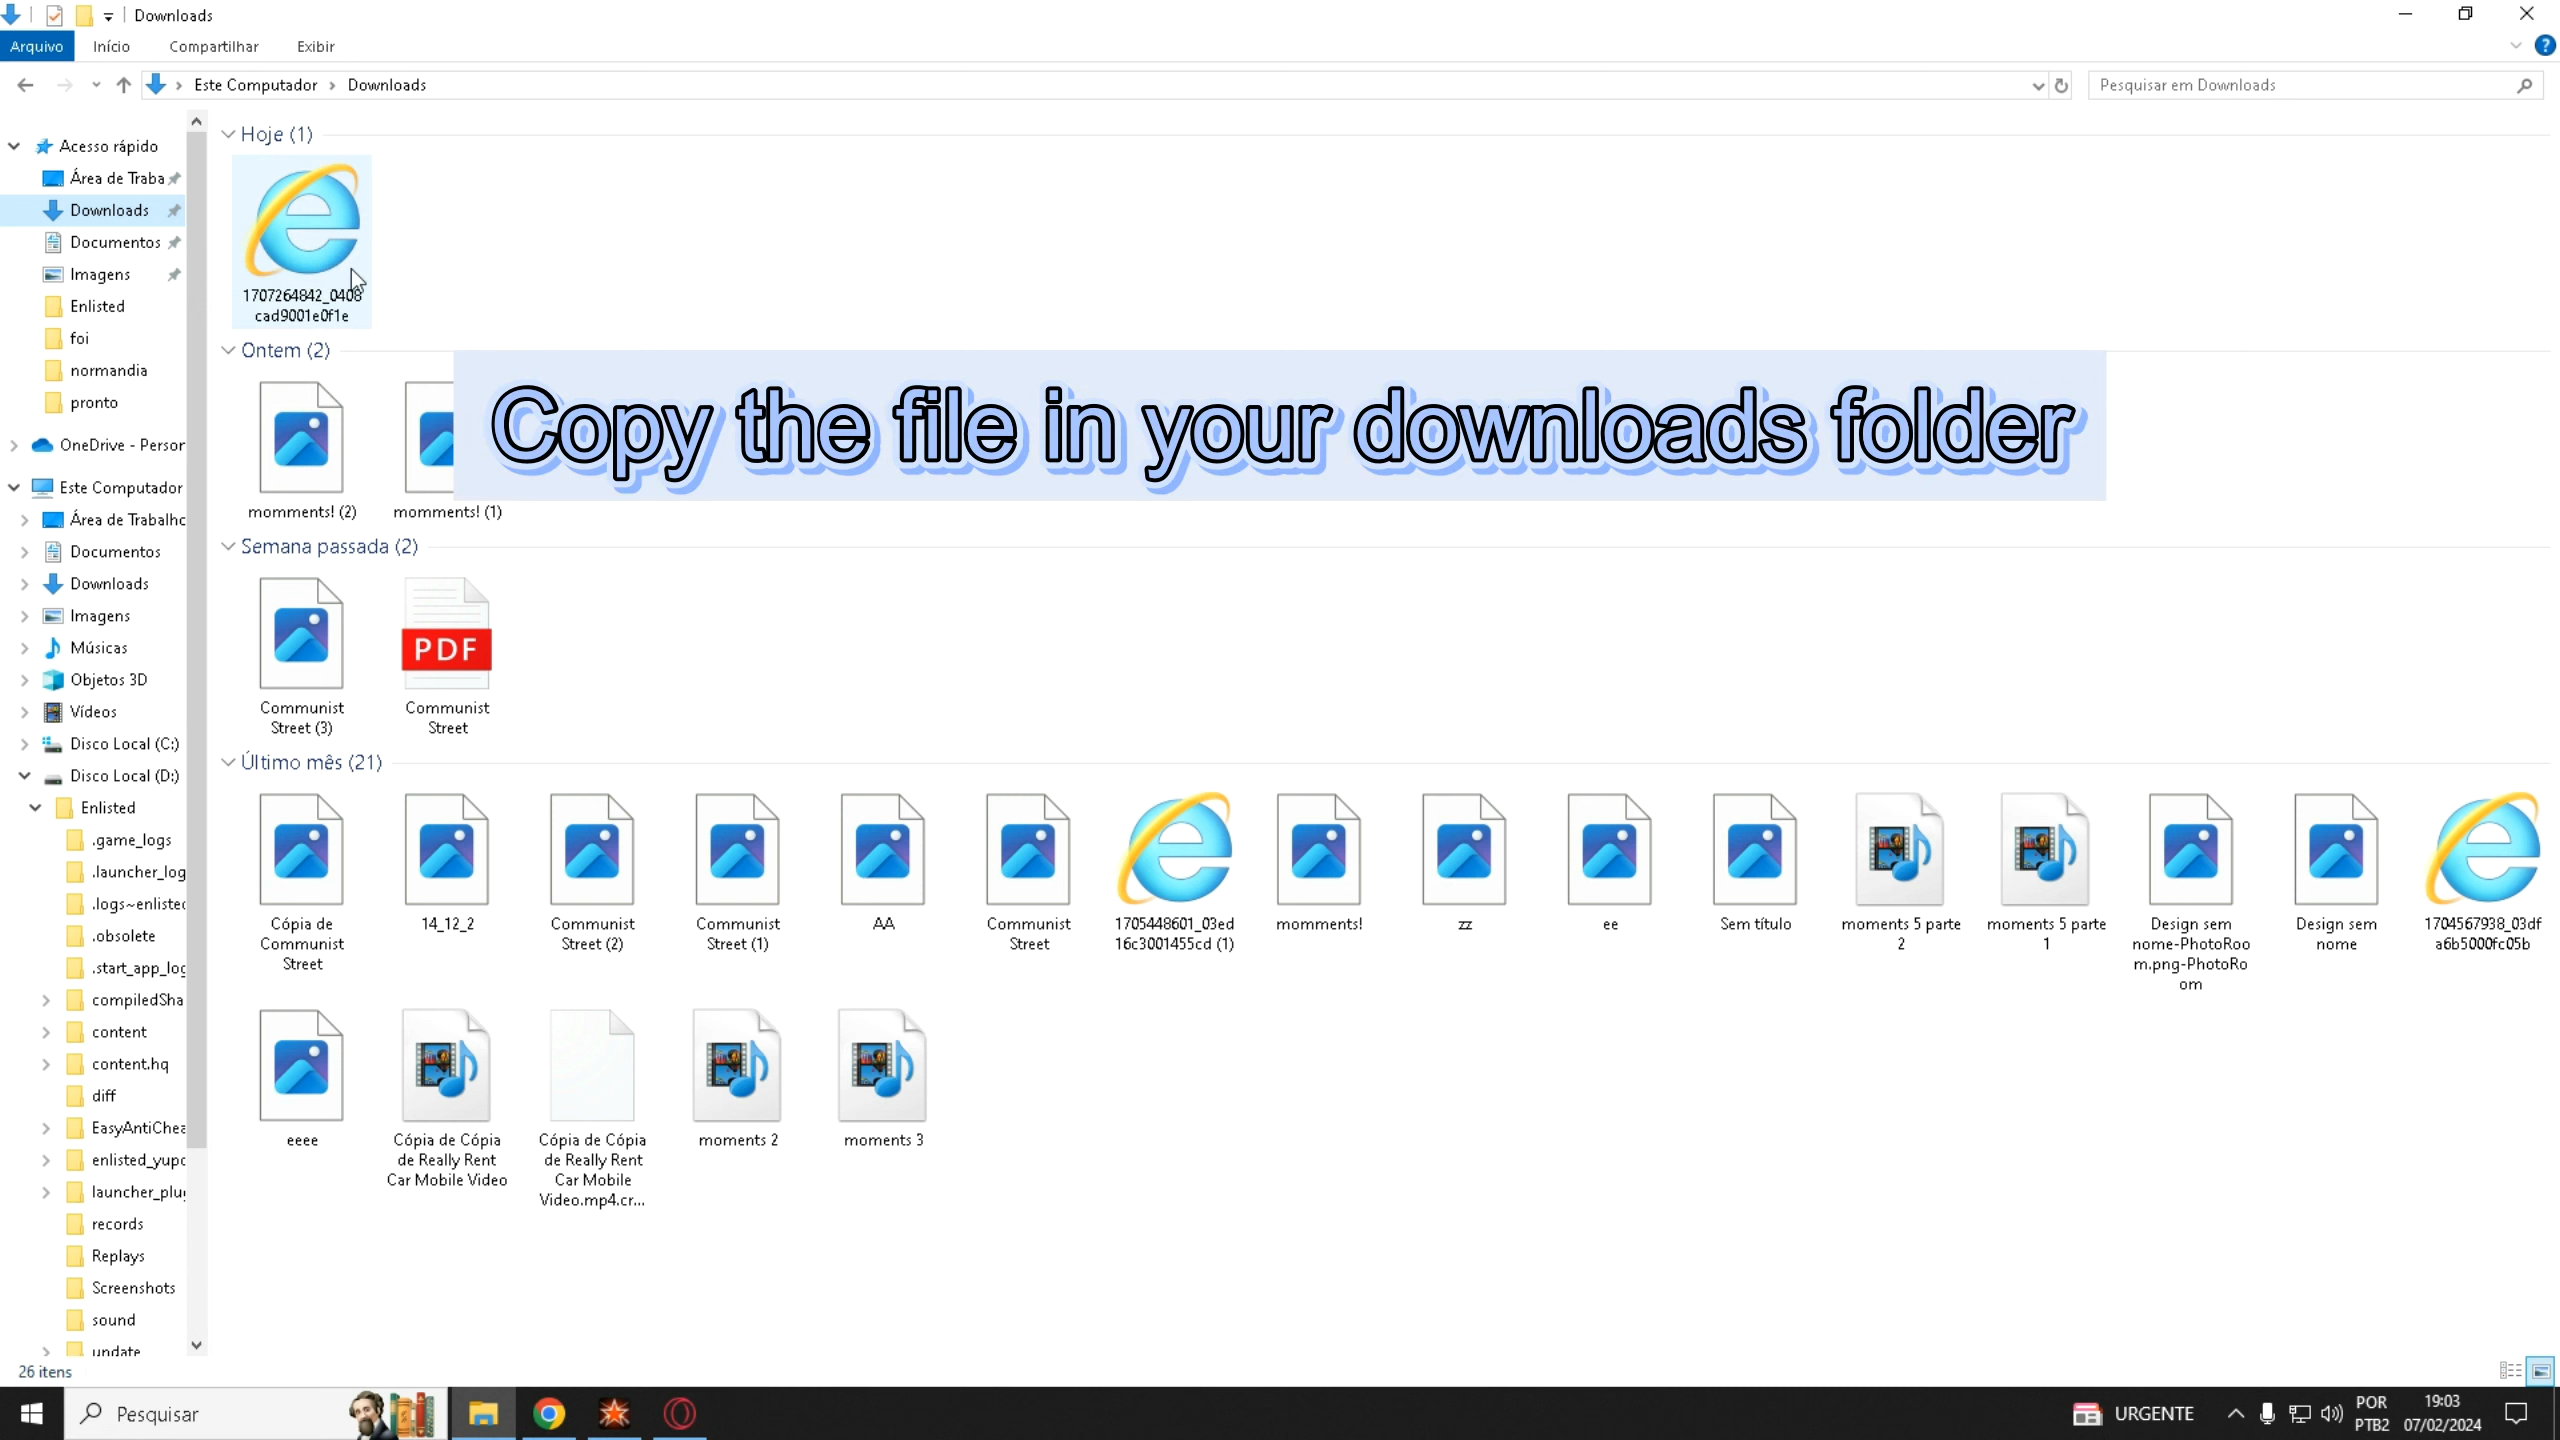 Downloads
Arquivo Início Compartilhar Exibir
Este Computador Downloads
Pesquisar em Downloads
Acesso rápido
Área de Traba
Downloads
Documentos
Imagens
Enlisted
foi
normandia
pronto
OneDrive - Person
Este Computador
Área de Trabalho
Documentos
Downloads
Imagens
Músicas
Objetos 3D
Vídeos
Disco Local (C:)
Disco Local (D:)
Enlisted
.game_logs
.launcher_log
.logs~enlisted
.obsolete
.start_app_log
compiledSha
content
content.hq
diff
EasyAntiChea
enlisted_yupc
launcher_plug
records
Replays
Screenshots
sound
update
Hoje (1)
1707264842_0408
cad9001e0f1e
Ontem (2)
Copy the file in your downloads folder
momments! (2) momments! (1)
Semana passada (2)
PDF
Communist
Street (3)
Communist
Street
Último mês (21)
Cópia de
Communist
Street
14_12_2
Communist
Street (2)
Communist
Street (1)
AA
Communist
Street
1705448601_03ed
16c3001455cd (1)
momments!
zz
ee
Sem título
moments 5 parte
2
moments 5 parte
1
Design sem
nome-PhotoRoo
m.png-PhotoRo
om
Design sem
nome
1704567938_03df
a6b5000fc05b
eeee
Cópia de Cópia
de Really Rent
Car Mobile Video
Cópia de Cópia
de Really Rent
Car Mobile
Video.mp4.cr...
moments 2
moments 3
26 itens
Pesquisar
URGENTE
POR
PTB2
19:03
07/02/2024